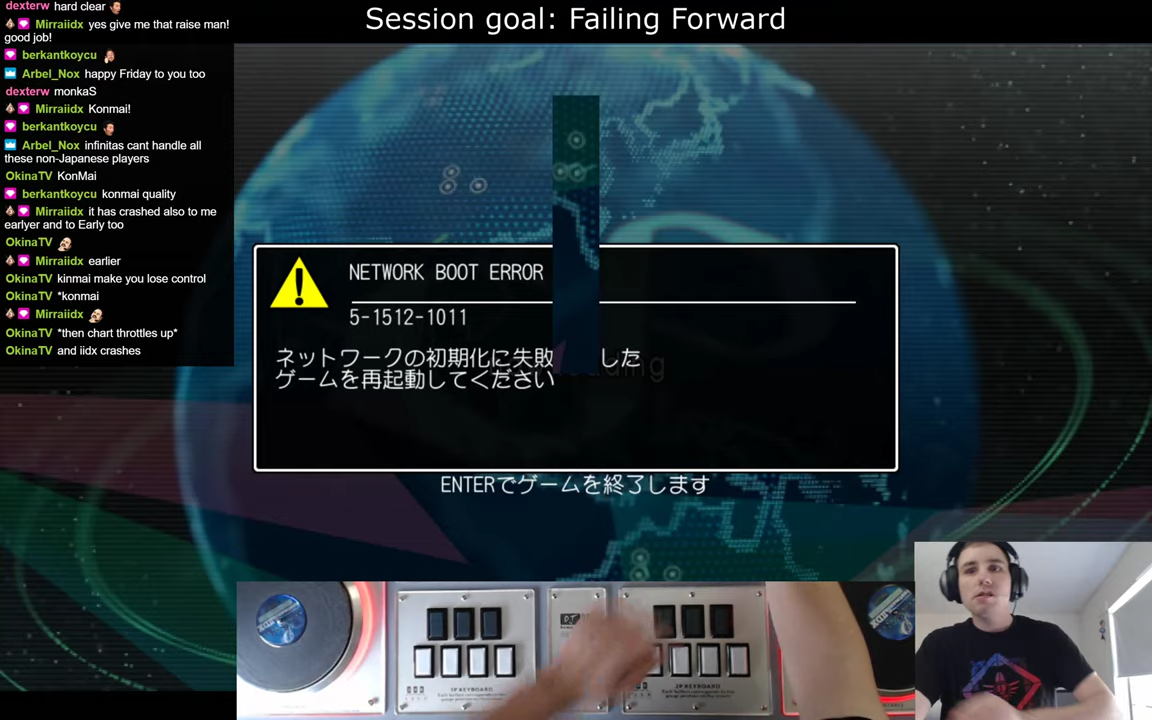 Session goal: Failing Forward
dexterw hard clear
Mirraiidx yes give me that raise man!
good job!
berkantkoycu
Arbel_Nox happy Friday to you too
dexterw monkaS
Mirraiidx Konmai!
berkantkoycu
Arbel_Nox infinitas cant handle all
these non-Japanese players
OkinaTV KonMai
berkantkoycu konmai quality
Mirraiidx it has crashed also to me
earlyer and to Early too
OkinaTV
Mirraiidx earlier
OkinaTV kinmai make you lose control
OkinaTV *konmai
Mirraiidx
OkinaTV *then chart throttles up*
OkinaTV and iidx crashes
NETWORK BOOT ERROR
5-1512-1011
ネットワークの初期化に失敗 した
ゲームを再起動してください
ENTERでゲームを終了します
2P KEYBOARD